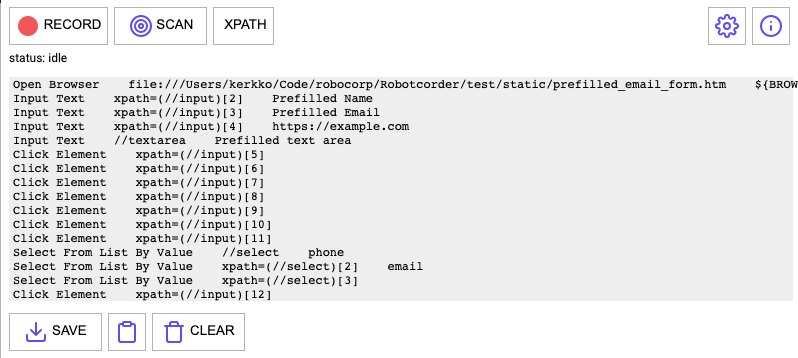 RECORD SCAN XPATH
status: idle
Open Browser    file:///Users/kerkko/Code/robocorp/Robotcorder/test/static/prefilled_email_form.htm    ${BROW
Input Text    xpath=(//input)[2]    Prefilled Name
Input Text    xpath=(//input)[3]    Prefilled Email
Input Text    xpath=(//input)[4]    https://example.com
Input Text    //textarea    Prefilled text area
Click Element    xpath=(//input)[5]
Click Element    xpath=(//input)[6]
Click Element    xpath=(//input)[7]
Click Element    xpath=(//input)[8]
Click Element    xpath=(//input)[9]
Click Element    xpath=(//input)[10]
Click Element    xpath=(//input)[11]
Select From List By Value    //select    phone
Select From List By Value    xpath=(//select)[2]    email
Select From List By Value    xpath=(//select)[3]
Click Element    xpath=(//input)[12]
SAVE CLEAR